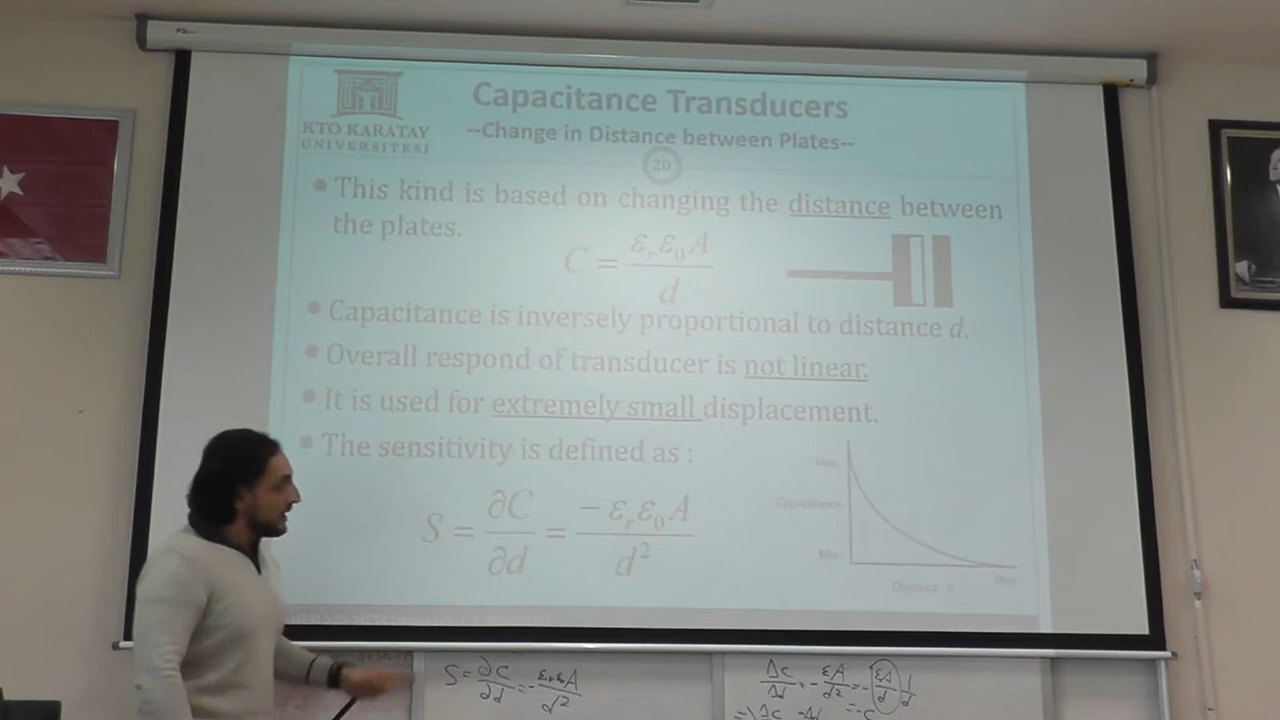 KTO KARATAY
ÜNİVERSİTESİ
Capacitance Transducers
--Change in Distance between Plates--
20
• This kind is based on changing the distance between
the plates.
C = εrε0A / d
• Capacitance is inversely proportional to distance d.
• Overall respond of transducer is not linear.
• It is used for extremely small displacement.
• The sensitivity is defined as :
S = ∂C/∂d = -εrε0A / d²
Max.
Capacitance
Min.
Distance d
Max.
S = ∂C/∂d = - εrε0A / d²
Δc/Δd = - εA/d² = - εA/d 1/d
⇒ Δc -Δd = -C